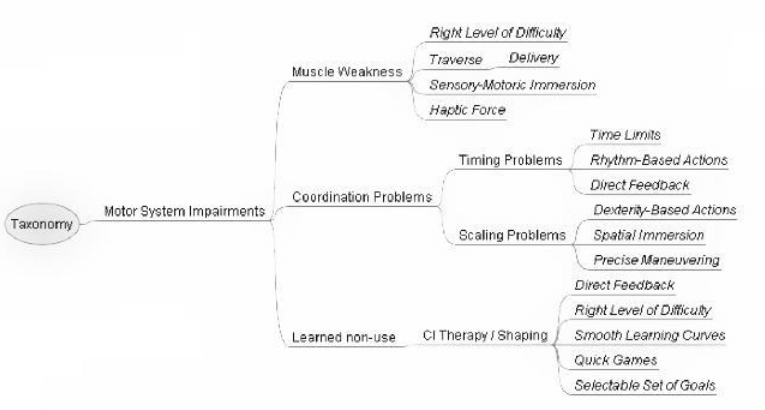 Taxonomy
Motor System Impairments
Muscle Weakness
Right Level of Difficulty
Traverse
Delivery
Sensory-Motoric Immersion
Haptic Force
Coordination Problems
Timing Problems
Time Limits
Rhythm-Based Actions
Direct Feedback
Scaling Problems
Dexterity-Based Actions
Spatial Immersion
Precise Maneuvering
Learned non-use
CI Therapy / Shaping
Direct Feedback
Right Level of Difficulty
Smooth Learning Curves
Quick Games
Selectable Set of Goals